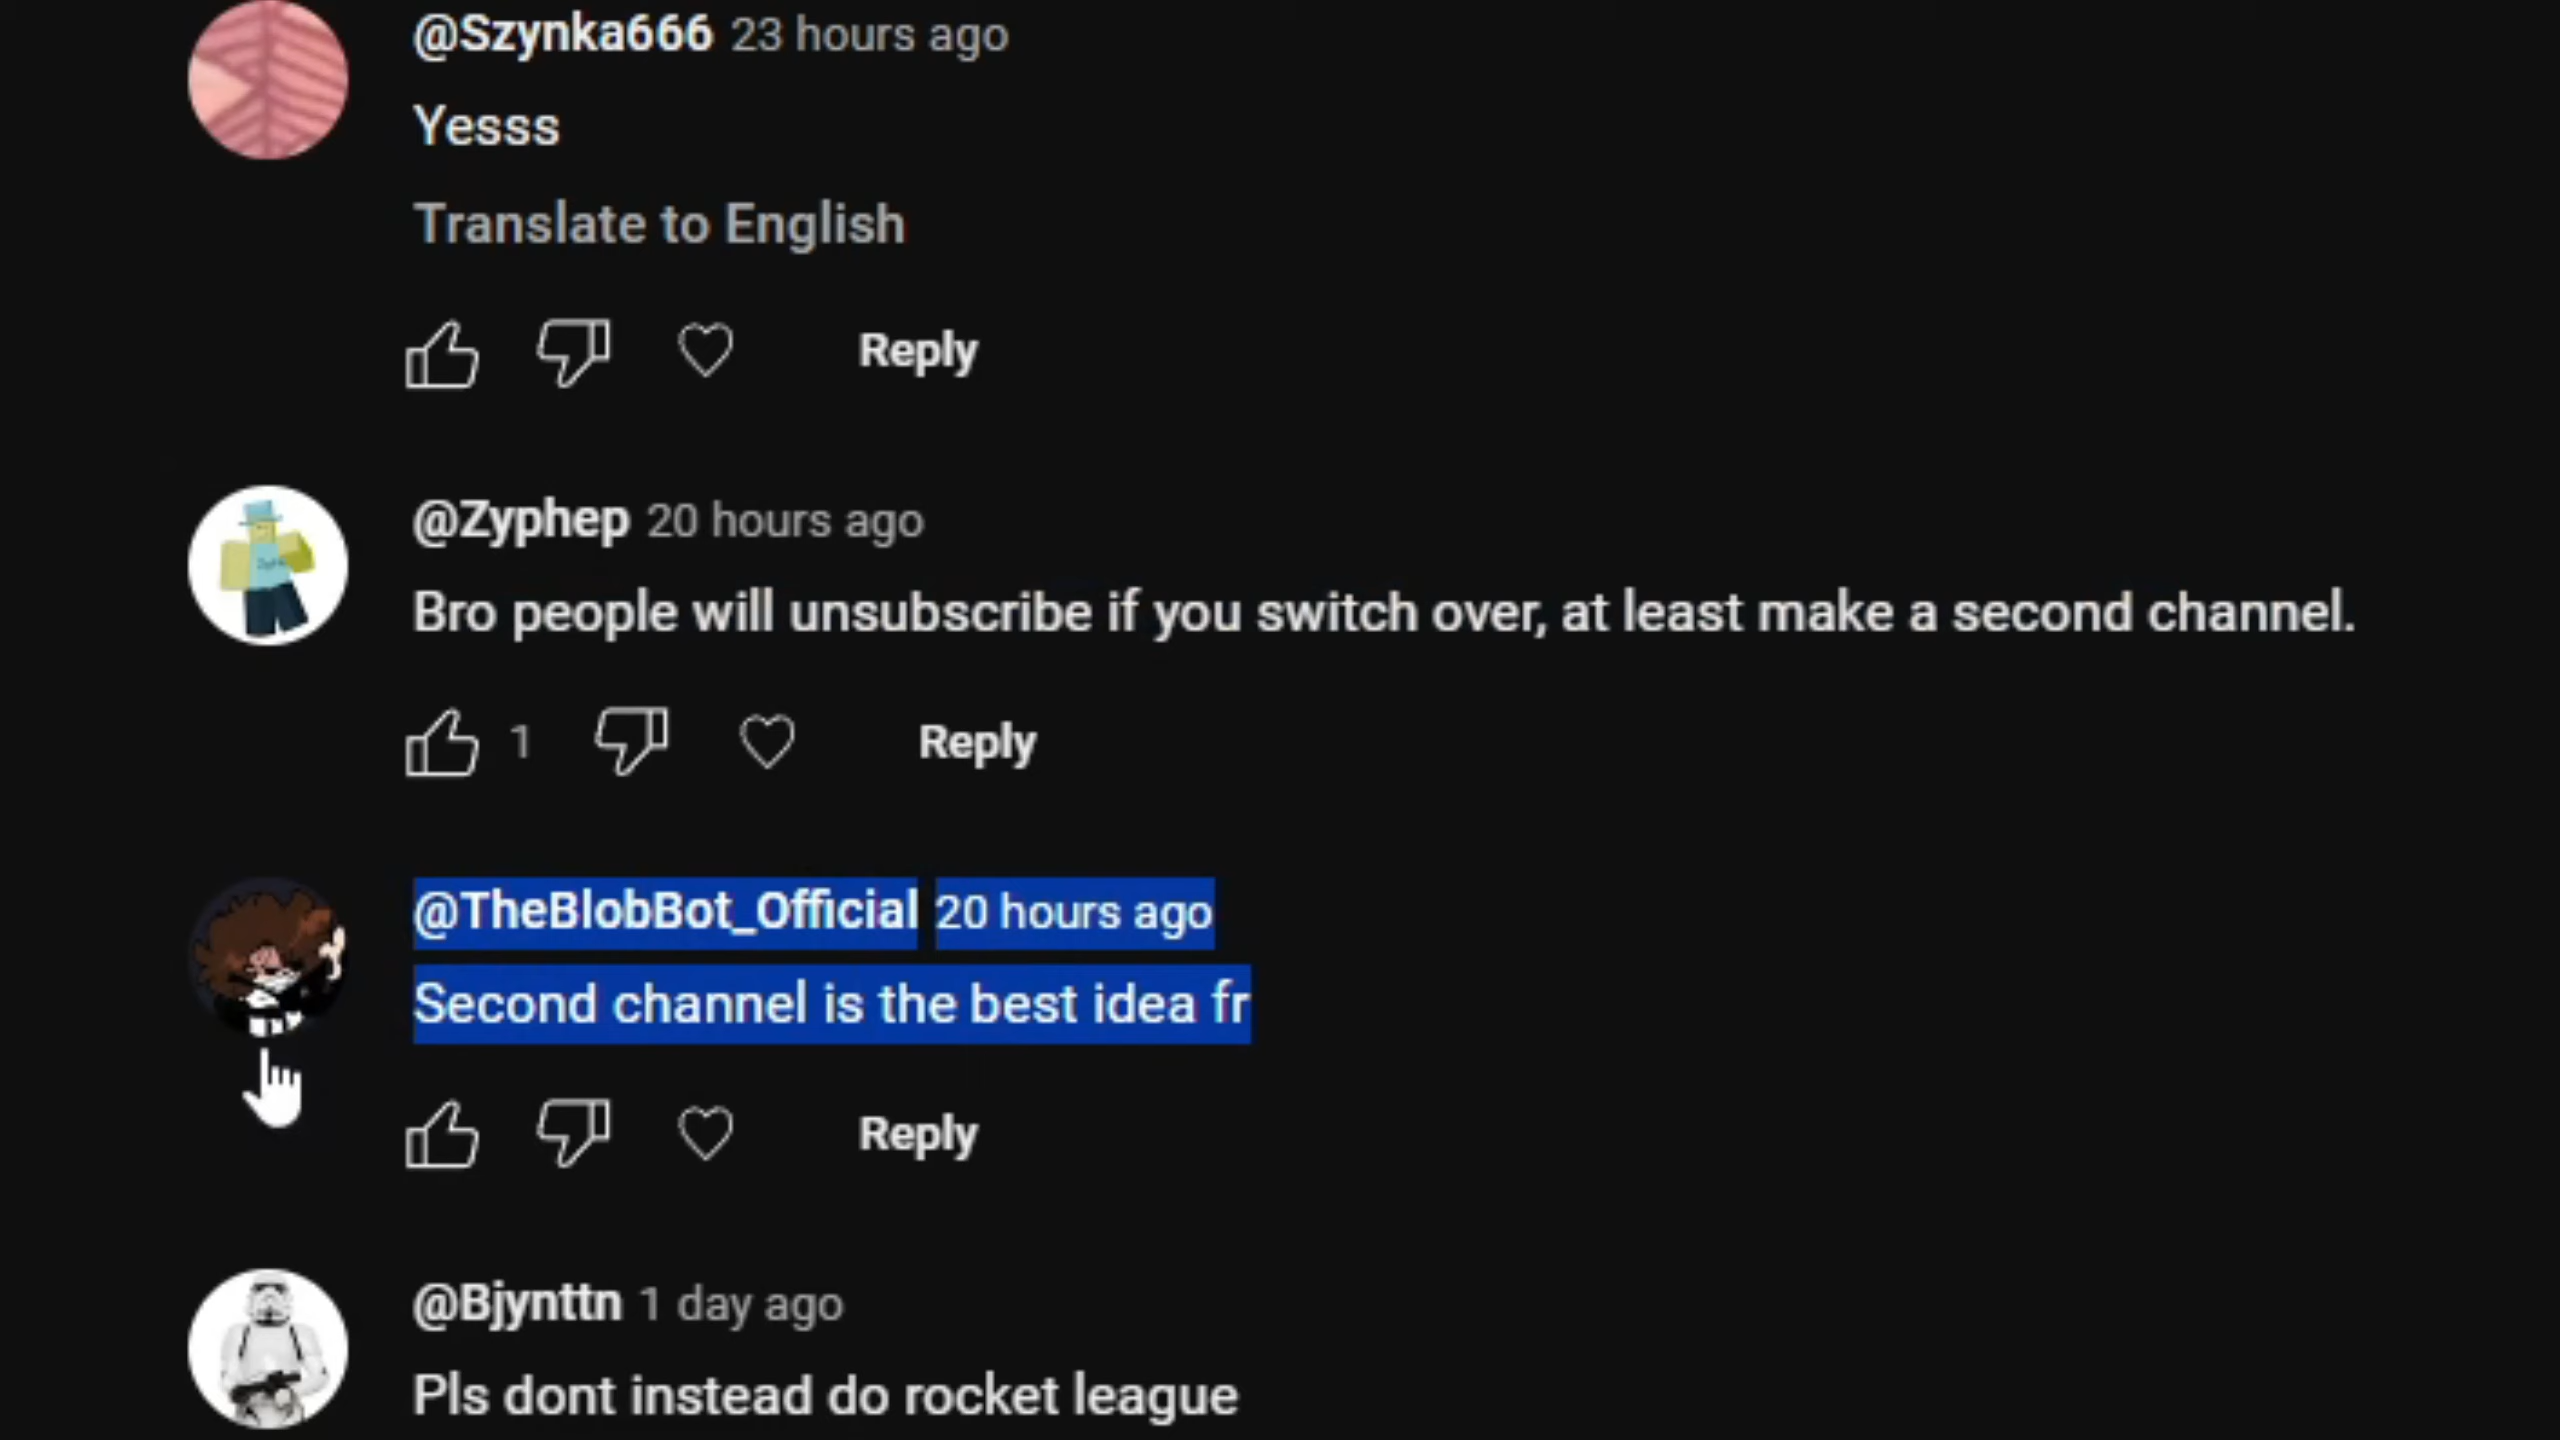 @Szynka666 23 hours ago
Yesss
Translate to English
Reply
@Zyphep 20 hours ago
Bro people will unsubscribe if you switch over, at least make a second channel.
1 Reply
@TheBlobBot_Official 20 hours ago
Second channel is the best idea fr
Reply
@Bjynttn 1 day ago
Pls dont instead do rocket league